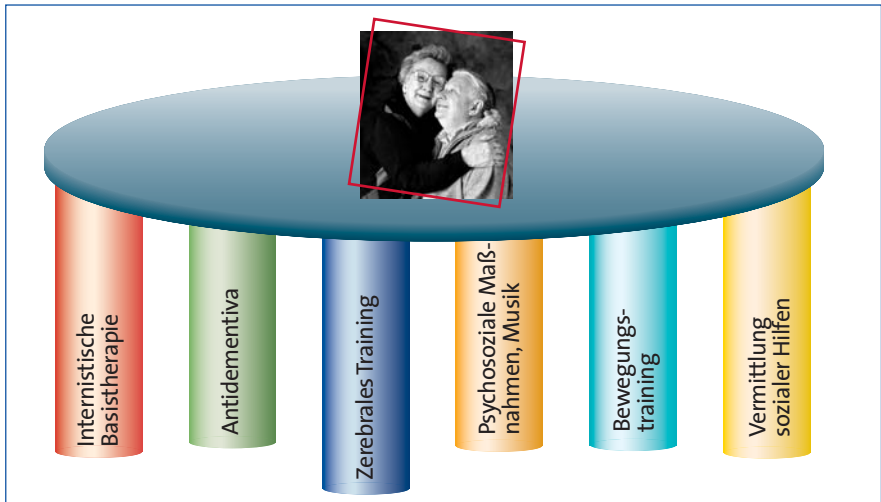 Internistische
Basistherapie
Antidementiva
Zerebrales Training
Psychosoziale Maß-
nahmen, Musik
Bewegungs-
training
Vermittlung
sozialer Hilfen